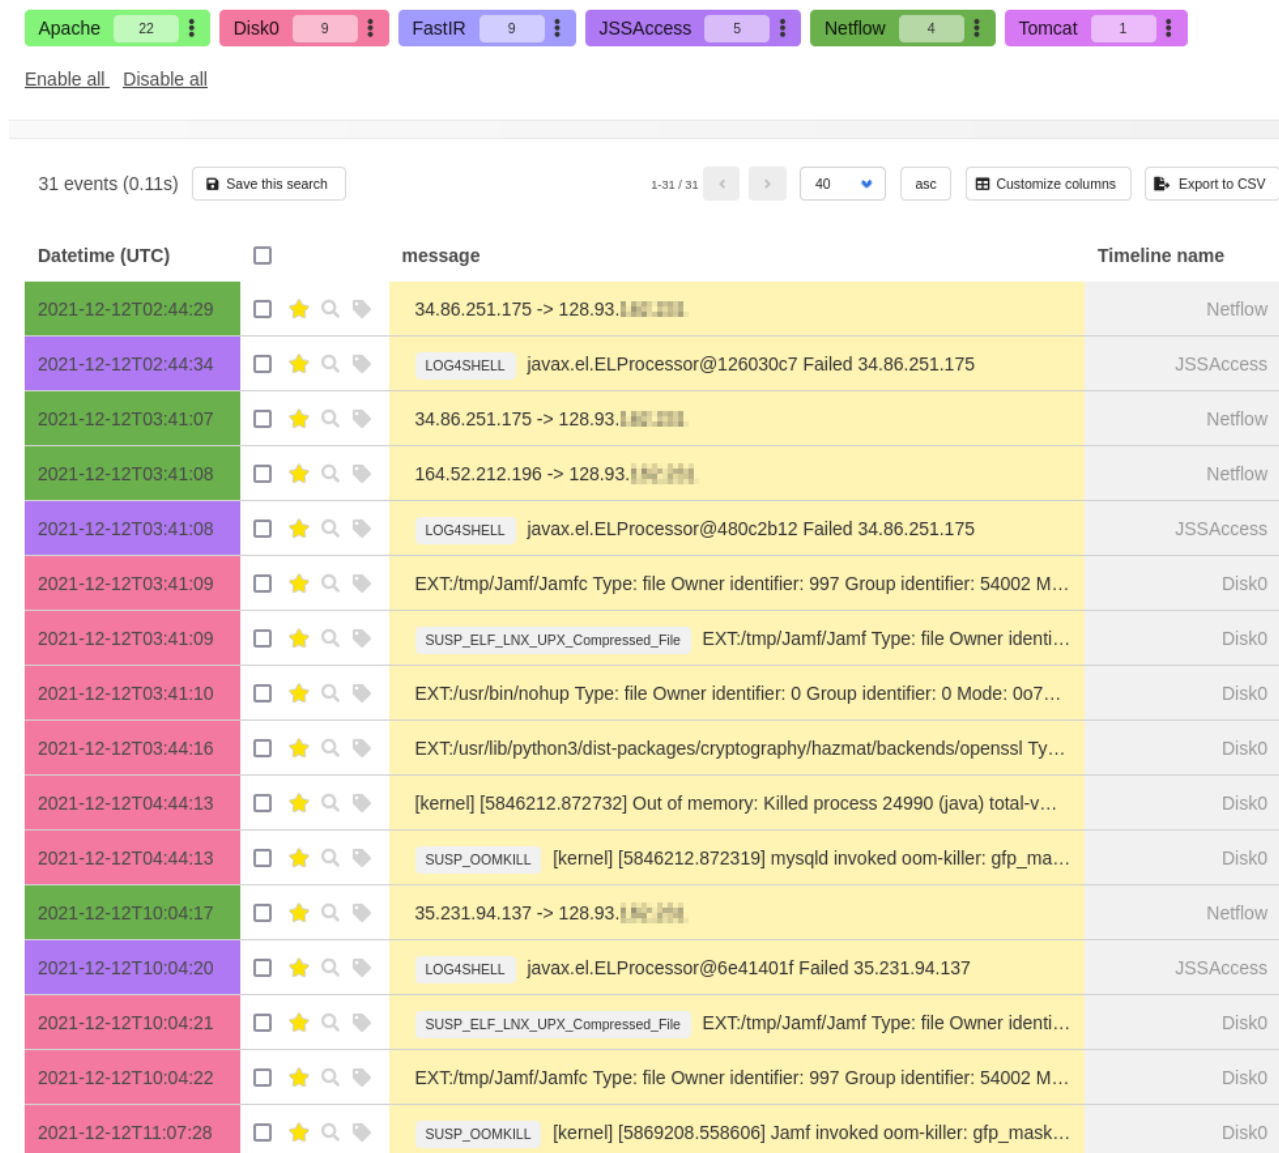 Apache 22 Disk0 9 FastIR 9 JSSAccess 5 Netflow 4 Tomcat 1
Enable all Disable all
31 events (0.11s) Save this search 1-31 / 31 40 asc Customize columns Export to CSV
Datetime (UTC) message Timeline name
2021-12-12T02:44:29 34.86.251.175 -> 128.93. Netflow
2021-12-12T02:44:34 LOG4SHELL javax.el.ELProcessor@126030c7 Failed 34.86.251.175 JSSAccess
2021-12-12T03:41:07 34.86.251.175 -> 128.93. Netflow
2021-12-12T03:41:08 164.52.212.196 -> 128.93. Netflow
2021-12-12T03:41:08 LOG4SHELL javax.el.ELProcessor@480c2b12 Failed 34.86.251.175 JSSAccess
2021-12-12T03:41:09 EXT:/tmp/Jamf/Jamfc Type: file Owner identifier: 997 Group identifier: 54002 M… Disk0
2021-12-12T03:41:09 SUSP_ELF_LNX_UPX_Compressed_File EXT:/tmp/Jamf/Jamf Type: file Owner identi… Disk0
2021-12-12T03:41:10 EXT:/usr/bin/nohup Type: file Owner identifier: 0 Group identifier: 0 Mode: 0o7… Disk0
2021-12-12T03:44:16 EXT:/usr/lib/python3/dist-packages/cryptography/hazmat/backends/openssl Ty… Disk0
2021-12-12T04:44:13 [kernel] [5846212.872732] Out of memory: Killed process 24990 (java) total-v… Disk0
2021-12-12T04:44:13 SUSP_OOMKILL [kernel] [5846212.872319] mysqld invoked oom-killer: gfp_ma… Disk0
2021-12-12T10:04:17 35.231.94.137 -> 128.93. Netflow
2021-12-12T10:04:20 LOG4SHELL javax.el.ELProcessor@6e41401f Failed 35.231.94.137 JSSAccess
2021-12-12T10:04:21 SUSP_ELF_LNX_UPX_Compressed_File EXT:/tmp/Jamf/Jamf Type: file Owner identi… Disk0
2021-12-12T10:04:22 EXT:/tmp/Jamf/Jamfc Type: file Owner identifier: 997 Group identifier: 54002 M… Disk0
2021-12-12T11:07:28 SUSP_OOMKILL [kernel] [5869208.558606] Jamf invoked oom-killer: gfp_mask… Disk0